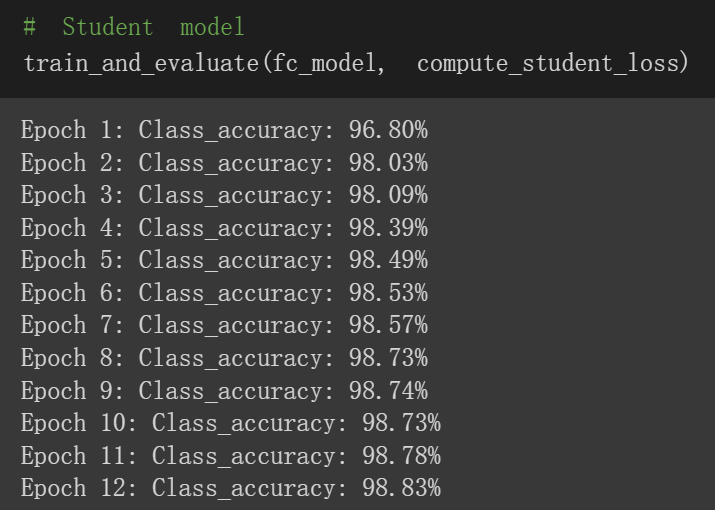 # Student model
train_and_evaluate(fc_model, compute_student_loss)
Epoch 1: Class_accuracy: 96.80%
Epoch 2: Class_accuracy: 98.03%
Epoch 3: Class_accuracy: 98.09%
Epoch 4: Class_accuracy: 98.39%
Epoch 5: Class_accuracy: 98.49%
Epoch 6: Class_accuracy: 98.53%
Epoch 7: Class_accuracy: 98.57%
Epoch 8: Class_accuracy: 98.73%
Epoch 9: Class_accuracy: 98.74%
Epoch 10: Class_accuracy: 98.73%
Epoch 11: Class_accuracy: 98.78%
Epoch 12: Class_accuracy: 98.83%